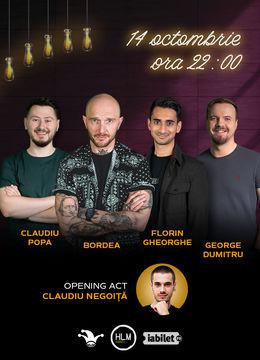 14 octombrie
ora 22:00
CLAUDIU
POPA
BORDEA
FLORIN
GHEORGHE
GEORGE
DUMITRU
OPENING ACT
CLAUDIU NEGOIȚĂ
HLM
iabilet